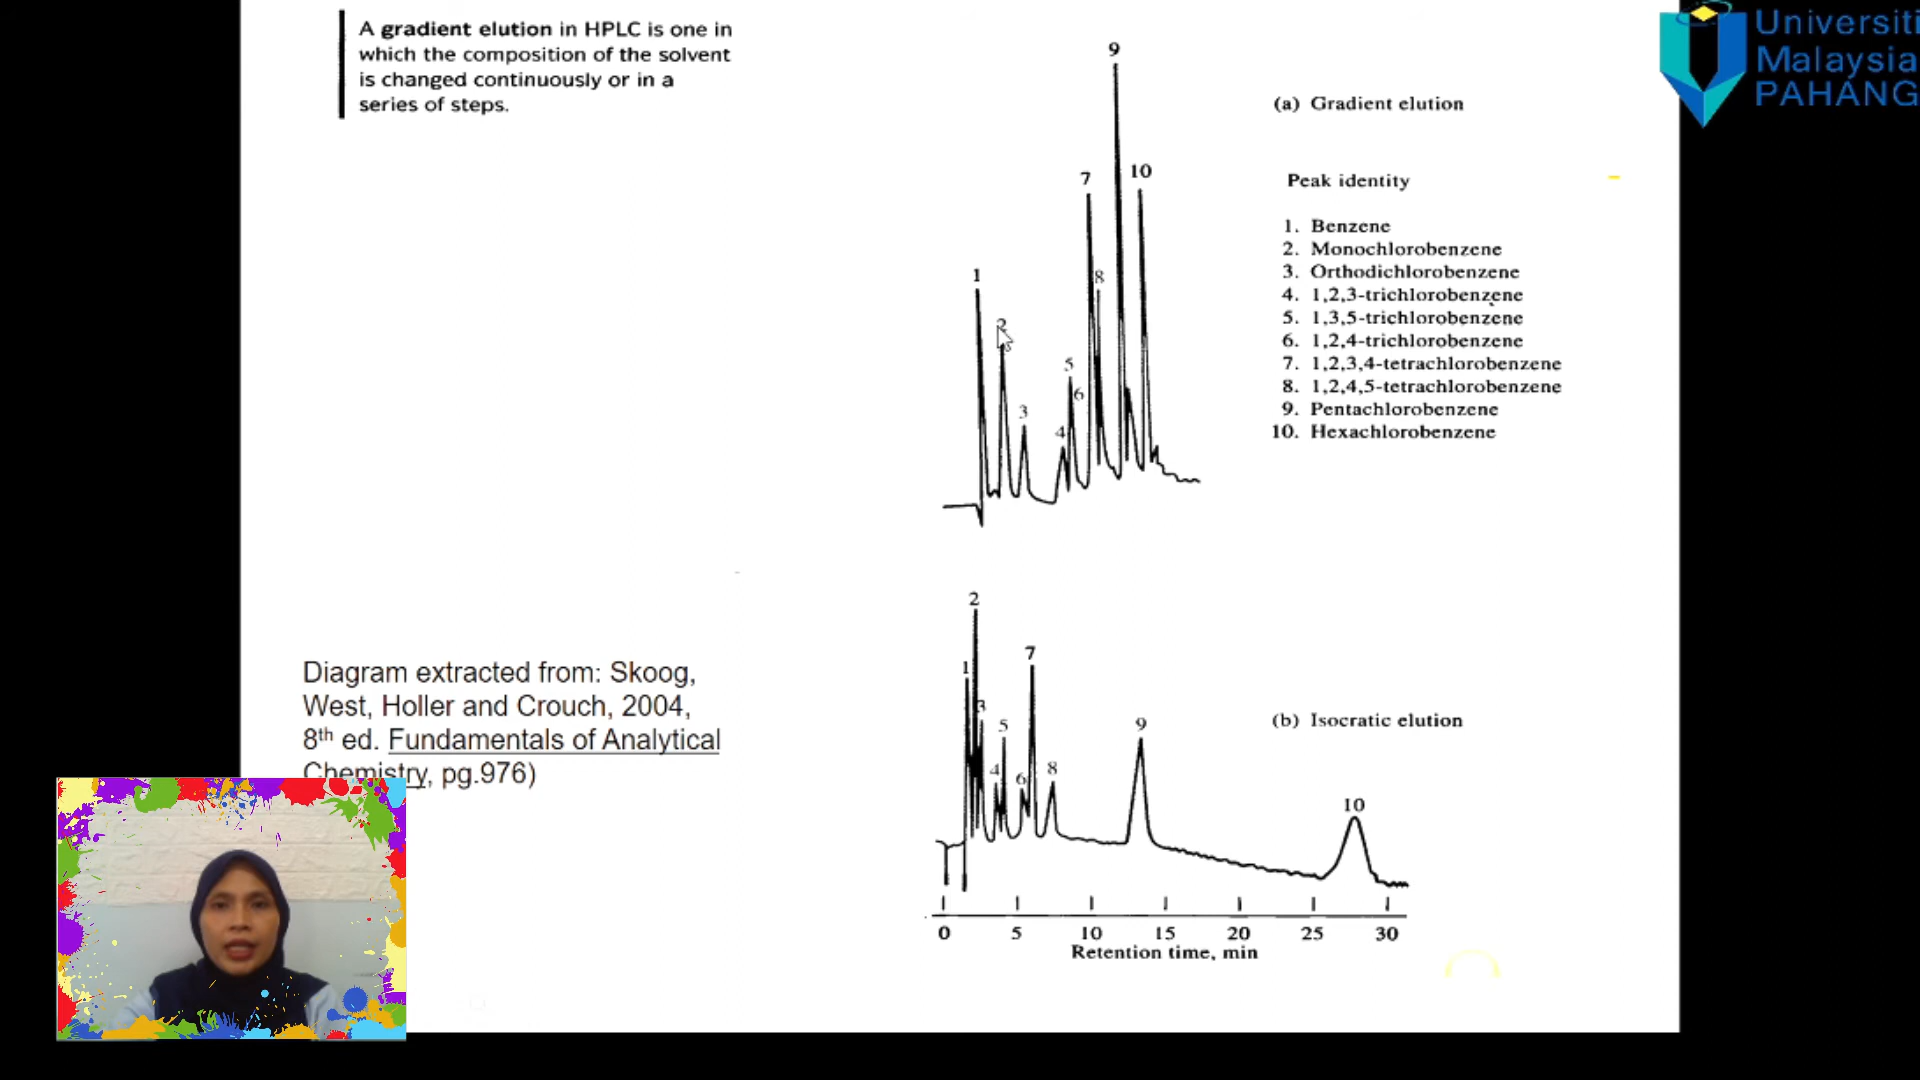 A gradient elution in HPLC is one in
which the composition of the solvent
is changed continuously or in a
series of steps.
Universiti
Malaysia
PAHANG
(a) Gradient elution
Peak identity
1. Benzene
2. Monochlorobenzene
3. Orthodichlorobenzene
4. 1,2,3-trichlorobenzene
5. 1,3,5-trichlorobenzene
6. 1,2,4-trichlorobenzene
7. 1,2,3,4-tetrachlorobenzene
8. 1,2,4,5-tetrachlorobenzene
9. Pentachlorobenzene
10. Hexachlorobenzene
1
2
3
4
5
6
7
8
9
10
Diagram extracted from: Skoog,
West, Holler and Crouch, 2004,
8th ed. Fundamentals of Analytical
Chemistry, pg.976)
(b) Isocratic elution
1
2
3
4
5
6
7
8
9
10
0 5 10 15 20 25 30
Retention time, min